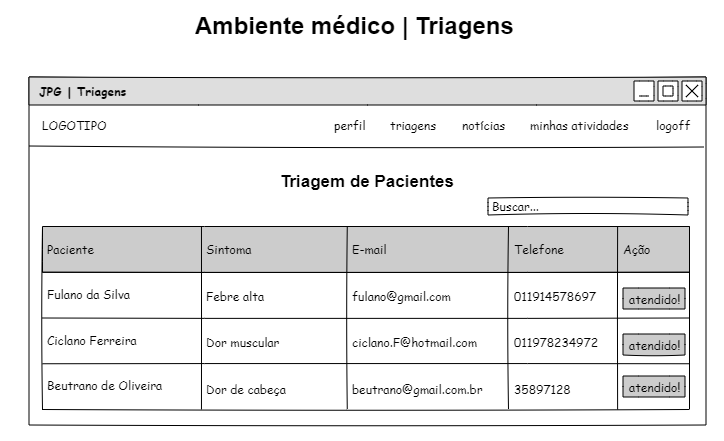 Ambiente médico | Triagens
JPG | Triagens
LOGOTIPO perfil triagens notícias minhas atividades logoff
Triagem de Pacientes
Buscar...
Paciente Sintoma E-mail Telefone Ação
Fulano da Silva Febre alta fulano@gmail.com 011914578697 atendido!
Ciclano Ferreira Dor muscular ciclano.F@hotmail.com 011978234972 atendido!
Beutrano de Oliveira Dor de cabeça beutrano@gmail.com.br 35897128 atendido!